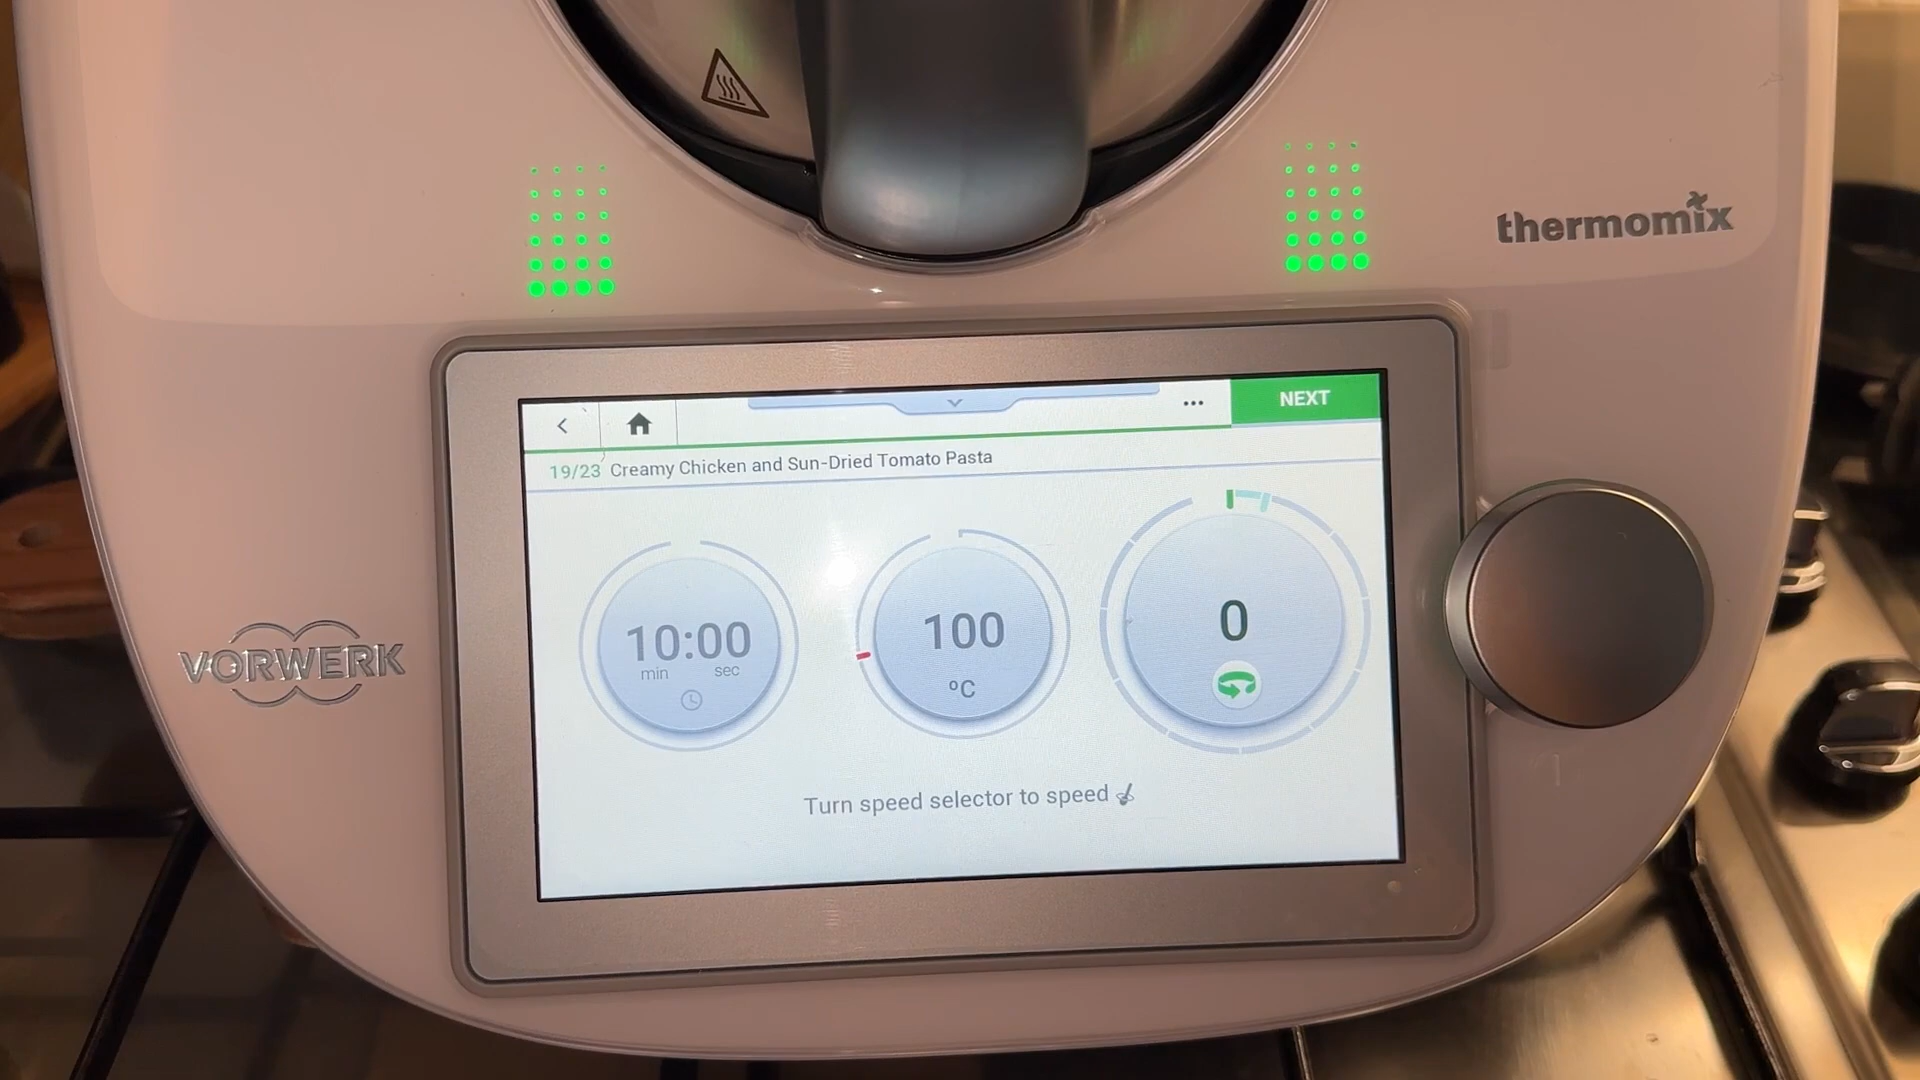 thermomix
VORWERK
NEXT
19/23 Creamy Chicken and Sun-Dried Tomato Pasta
10:00
min sec
100
ºC
0
Turn speed selector to speed